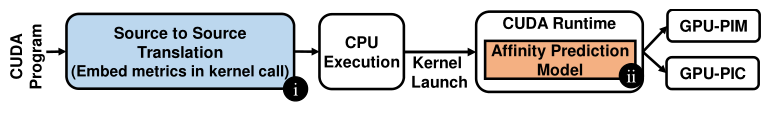 CUDA
Program
Source to Source
Translation
(Embed metrics in kernel call)
i
CPU
Execution
Kernel
Launch
CUDA Runtime
Affinity Prediction
Model
ii
GPU-PIM
GPU-PIC